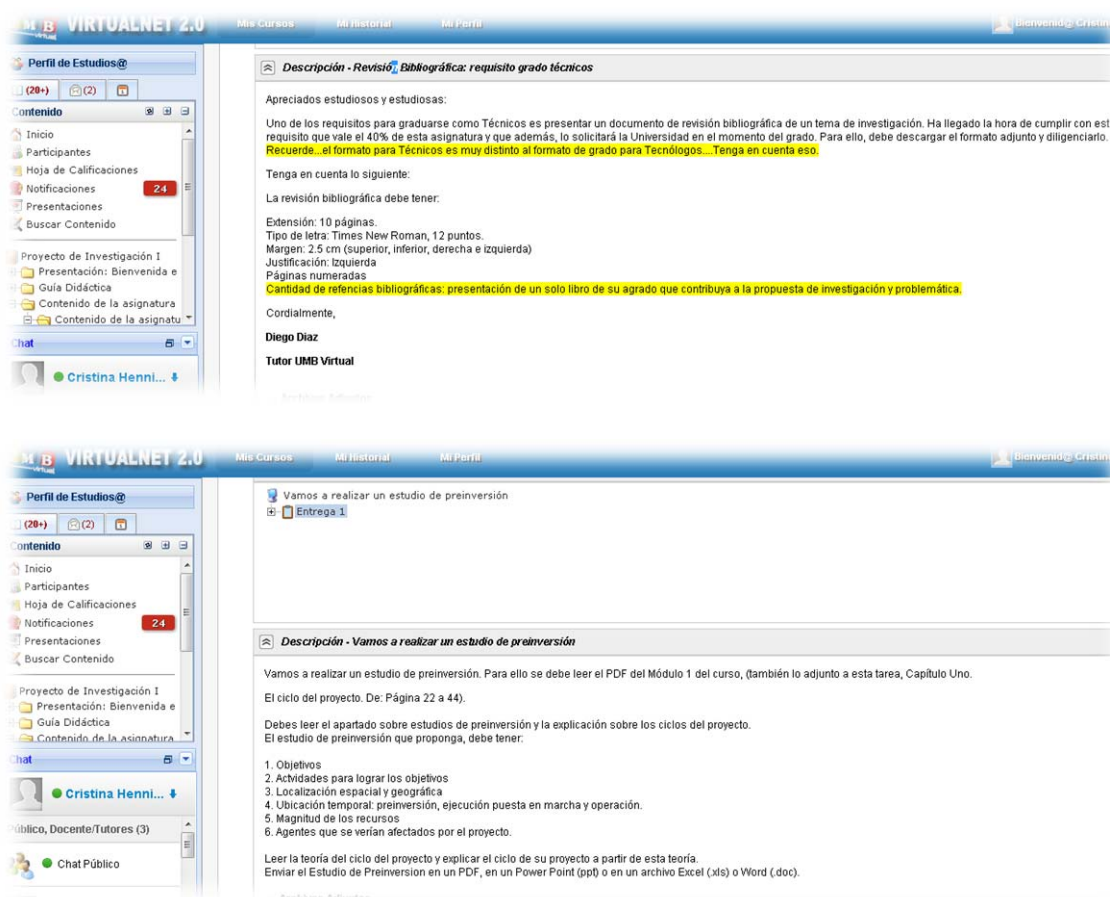 UMB virtual VIRTUALNET 2.0 Mis Cursos Mi Historial Mi Perfil Bienvenid@ Cristin
Perfil de Estudios@
(20+) (2)
Contenido
Inicio
Participantes
Hoja de Calificaciones
Notificaciones 24
Presentaciones
Buscar Contenido
Proyecto de Investigación I
Presentación: Bienvenida e
Guía Didáctica
Contenido de la asignatura
Contenido de la asignatu
Chat
Cristina Henni...
Descripción - Revisión Bibliográfica: requisito grado técnicos
Apreciados estudiosos y estudiosas:
Uno de los requisitos para graduarse como Técnicos es presentar un documento de revisión bibliográfica de un tema de investigación. Ha llegado la hora de cumplir con est
requisito que vale el 40% de esta asignatura y que además, lo solicitará la Universidad en el momento del grado. Para ello, debe descargar el formato adjunto y diligenciarlo.
Recuerde...el formato para Técnicos es muy distinto al formato de grado para Tecnólogos....Tenga en cuenta eso.
Tenga en cuenta lo siguiente:
La revisión bibliográfica debe tener:
Extensión: 10 páginas.
Tipo de letra: Times New Roman, 12 puntos.
Margen: 2.5 cm (superior, inferior, derecha e izquierda)
Justificación: Izquierda
Páginas numeradas
Cantidad de refencias bibliográficas: presentación de un solo libro de su agrado que contribuya a la propuesta de investigación y problemática.
Cordialmente,
Diego Diaz
Tutor UMB Virtual
Archivos Adjuntos
UMB virtual VIRTUALNET 2.0 Mis Cursos Mi Historial Mi Perfil Bienvenid@ Cristin
Perfil de Estudios@
(20+) (2)
Contenido
Inicio
Participantes
Hoja de Calificaciones
Notificaciones 24
Presentaciones
Buscar Contenido
Proyecto de Investigación I
Presentación: Bienvenida e
Guía Didáctica
Contenido de la asignatura
Chat
Cristina Henni...
Público, Docente/Tutores (3)
Chat Público
Vamos a realizar un estudio de preinversión
Entrega 1
Descripción - Vamos a realizar un estudio de preinversión
Vamos a realizar un estudio de preinversión. Para ello se debe leer el PDF del Módulo 1 del curso, (también lo adjunto a esta tarea, Capítulo Uno.
El ciclo del proyecto. De: Página 22 a 44).
Debes leer el apartado sobre estudios de preinversión y la explicación sobre los ciclos del proyecto.
El estudio de preinversión que proponga, debe tener:
1. Objetivos
2. Actvidades para lograr los objetivos
3. Localización espacial y geográfica
4. Ubicación temporal: preinversión, ejecución puesta en marcha y operación.
5. Magnitud de los recursos
6. Agentes que se verían afectados por el proyecto.
Leer la teoría del ciclo del proyecto y explicar el ciclo de su proyecto a partir de esta teoría.
Enviar el Estudio de Preinversion en un PDF, en un Power Point (ppt) o en un archivo Excel (.xls) o Word (.doc).